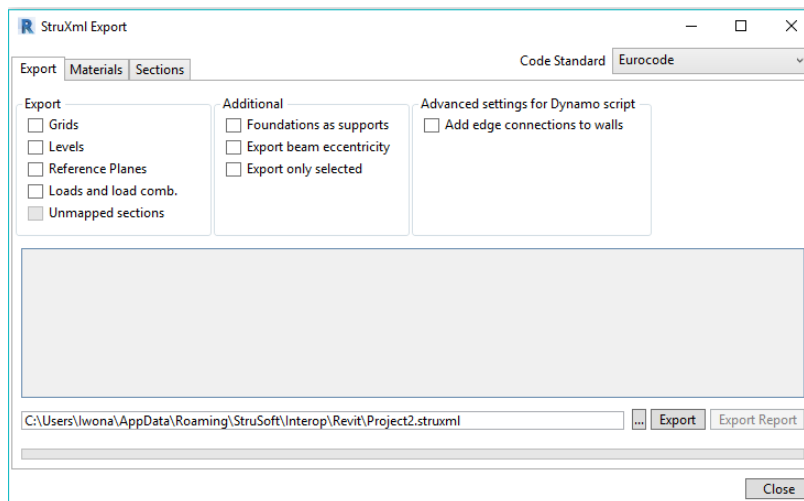 R StruXml Export
Export Materials Sections
Code Standard Eurocode
Export
Grids
Levels
Reference Planes
Loads and load comb.
Unmapped sections
Additional
Foundations as supports
Export beam eccentricity
Export only selected
Advanced settings for Dynamo script
Add edge connections to walls
C:\Users\Iwona\AppData\Roaming\StruSoft\Interop\Revit\Project2.struxml
... Export Export Report
Close